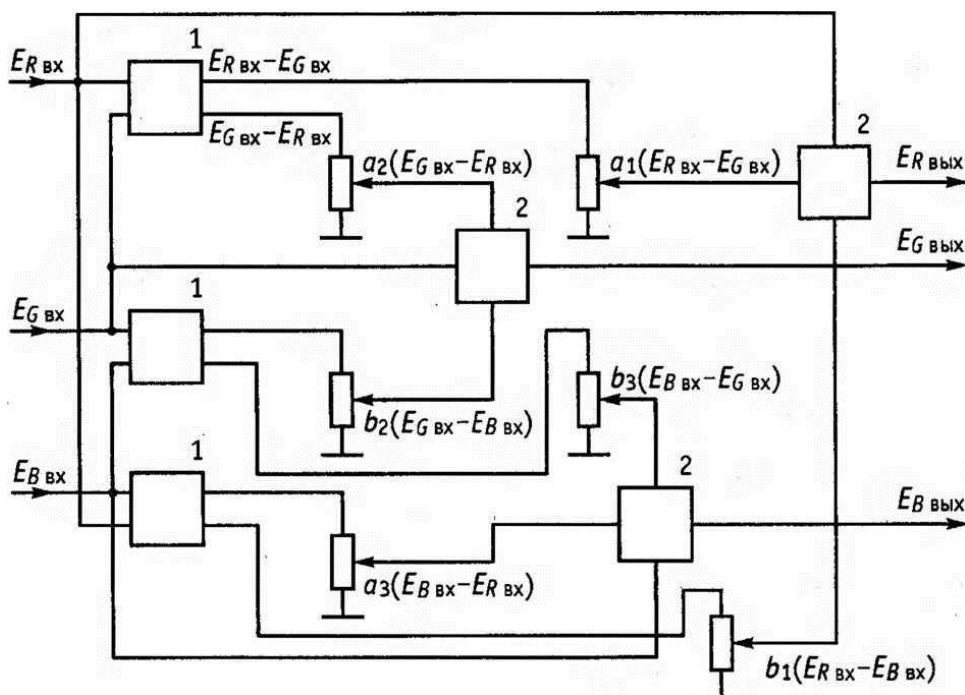 1
E_R вх
E_R вх−E_G вх
E_G вх−E_R вх
2
a₂(E_G вх−E_R вх)
a₁(E_R вх−E_G вх)
E_R вых
2
E_G вых
1
E_G вх
b₃(E_B вх−E_G вх)
b₂(E_G вх−E_B вх)
1
E_B вх
2
E_B вых
a₃(E_B вх−E_R вх)
b₁(E_R вх−E_B вх)